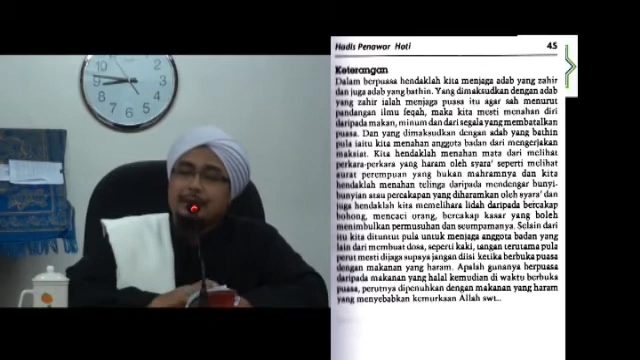 Hadis Penawar Hati 45
Keterangan
Dalam berpuasa hendaklah kita menjaga adab yang zahir
dan juga adab yang bathin. Yang dimaksudkan dengan adab
yang zahir ialah menjaga puasa itu agar sah menurut
pandangan ilmu feqah, maka kita mesti menahan diri
daripada makan, minum dan dari segala yang membatalkan
puasa. Dan yang dimaksudkan dengan adab yang bathin
pula iaitu kita menahan anggota badan dari mengerjakan
maksiat. Kita hendaklah menahan mata dari melihat
perkara-perkara yang haram oleh syara' seperti melihat
aurat perempuan yang bukan mahramnya dan kita
hendaklah menahan telinga daripada mendengar bunyi-
bunyian atau percakapan yang diharamkan oleh syara' dan
juga hendaklah kita memelihara lidah daripada bercakap
bohong, mencaci orang, bercakap kasar yang boleh
menimbulkan permusuhan dan seumpamanya. Selain dari
itu kita dituntut pula untuk menjaga anggota badan yang
lain dari membuat dosa, seperti kaki, tangan terutama pula
perut mesti dijaga supaya jangan diisi ketika berbuka puasa
dengan makanan yang haram. Apalah gunanya berpuasa
daripada makanan yang halal kemudian di waktu berbuka
puasa, perutnya dipenuhkan dengan makanan yang haram
yang menyebabkan kemurkaan Allah swt..